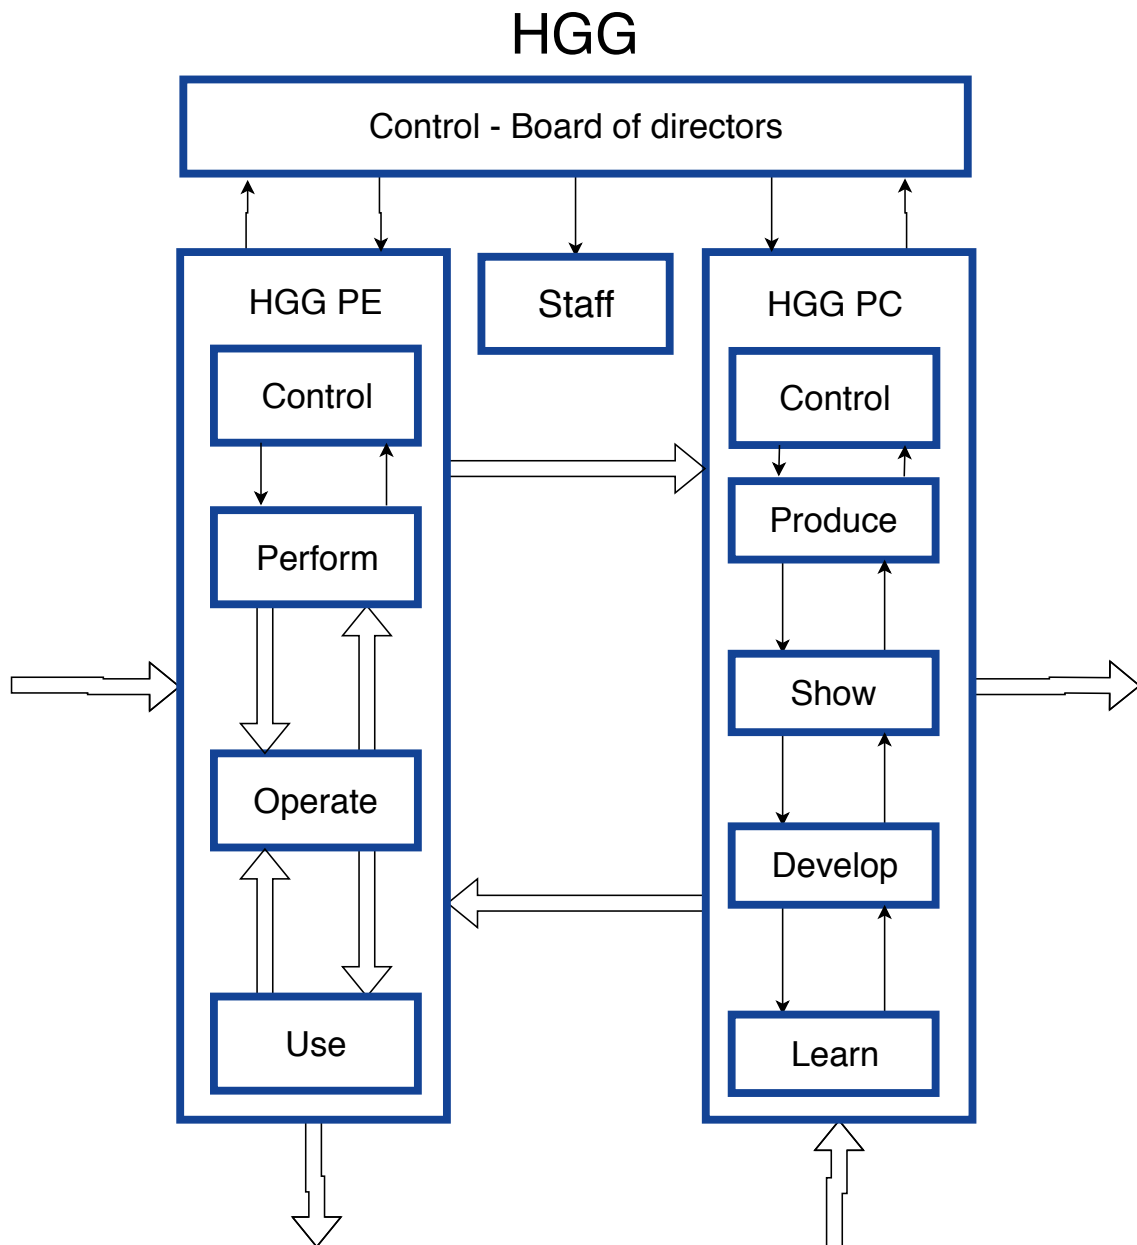 HGG
Control - Board of directors
HGG PE
Staff
HGG PC
Control
Control
Perform
Produce
Show
Operate
Develop
Use
Learn